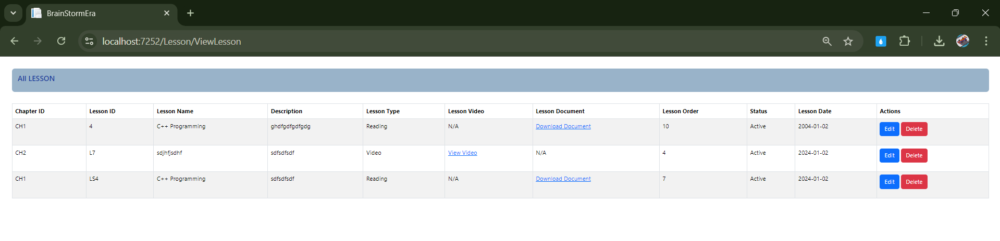 BrainStormEra
localhost:7252/Lesson/ViewLesson
All LESSON
Chapter ID Lesson ID Lesson Name Description Lesson Type Lesson Video Lesson Document Lesson Order Status Lesson Date Actions
CH1 4 C++ Programming ghdfgdfgdfgdg Reading N/A Download Document 10 Active 2004-01-02 Edit Delete
CH2 L7 sdjhfjsdhf sdfsdfsdf Video View Video N/A 4 Active 2024-01-02 Edit Delete
CH1 LS4 C++ Programming sdfsdfsdf Reading N/A Download Document 7 Active 2024-01-02 Edit Delete